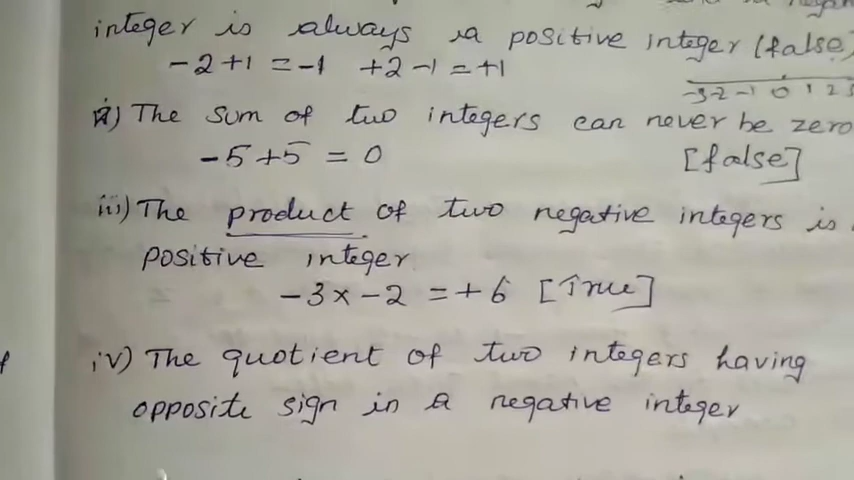 integer is always a positive integer (false)
-2+1 = -1 +2-1 = +1
-3-2-1 0 1 2 3
ii) The sum of two integers can never be zero
-5+5 = 0 [false]
iii) The product of two negative integers is
positive integer
-3x-2 = +6 [True]
iv) The quotient of two integers having
opposite sign in a negative integer